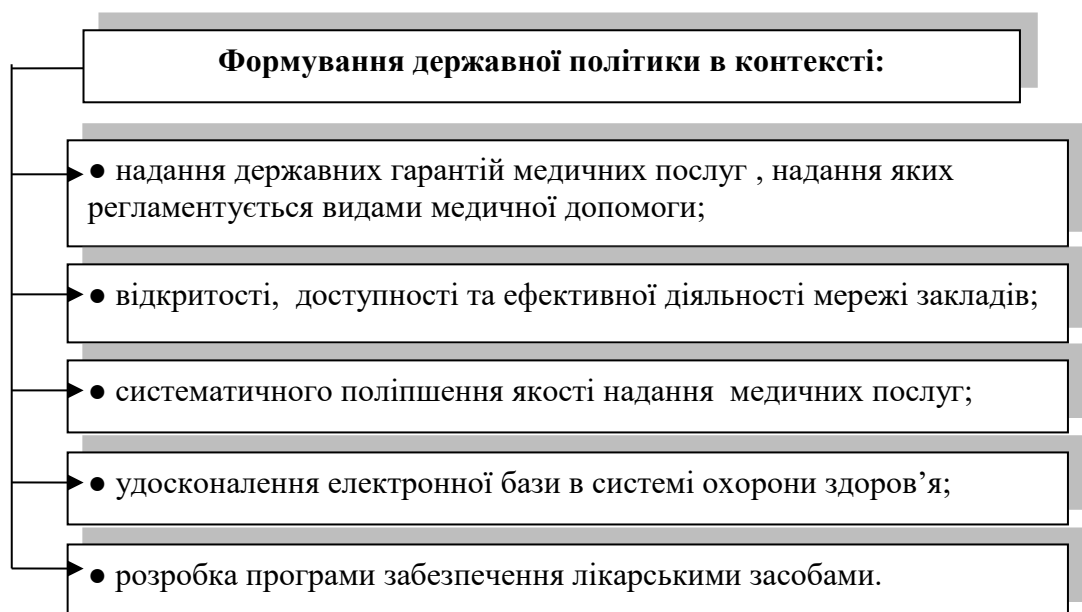 Формування державної політики в контексті:
● надання державних гарантій медичних послуг , надання яких
регламентується видами медичної допомоги;
● відкритості, доступності та ефективної діяльності мережі закладів;
● систематичного поліпшення якості надання медичних послуг;
● удосконалення електронної бази в системі охорони здоров’я;
● розробка програми забезпечення лікарськими засобами.